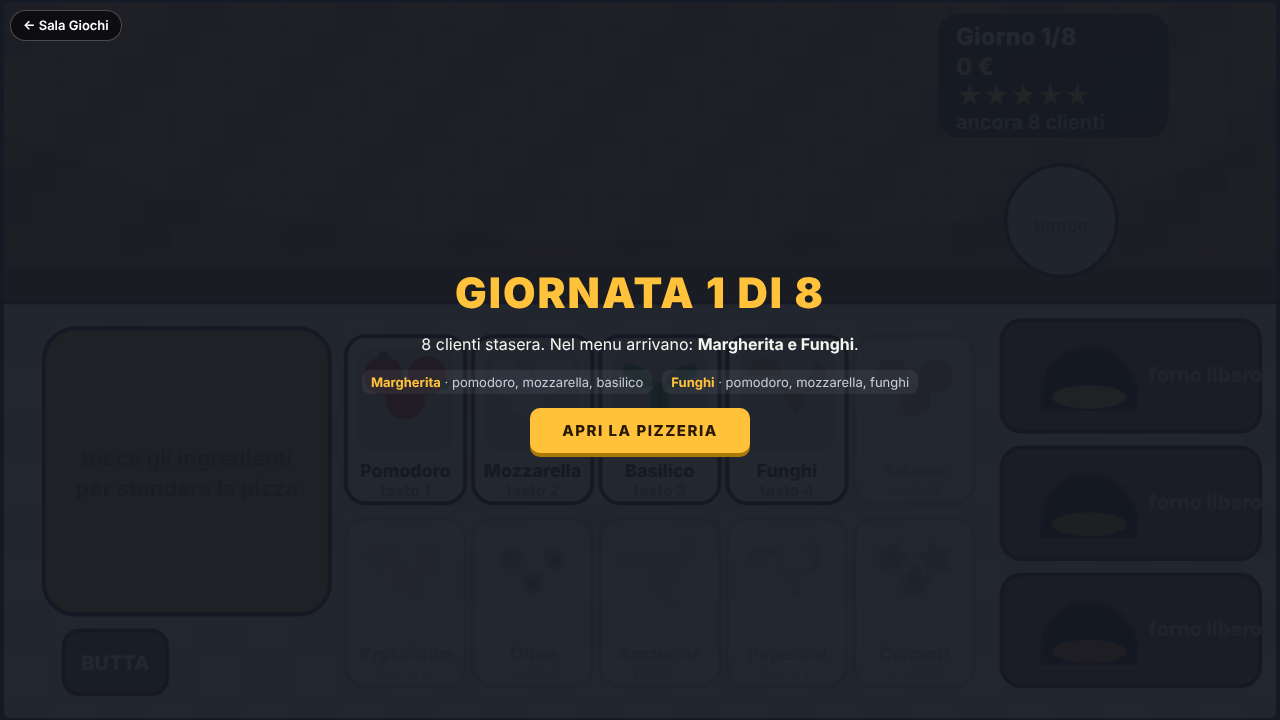 ← Sala Giochi
Giorno 1/8
0 €
★★★★★
ancora 8 clienti
banco
GIORNATA 1 DI 8
8 clienti stasera. Nel menu arrivano: Margherita e Funghi.
Margherita · pomodoro, mozzarella, basilico
Funghi · pomodoro, mozzarella, funghi
APRI LA PIZZERIA
tocca gli ingredienti
per stendere la pizza
Pomodoro
tasto 1
Mozzarella
tasto 2
Basilico
tasto 3
Funghi
tasto 4
Salame
forno libero
forno libero
forno libero
Prosciutto
Olive
Acciughe
Peperoni
Carciofi
BUTTA